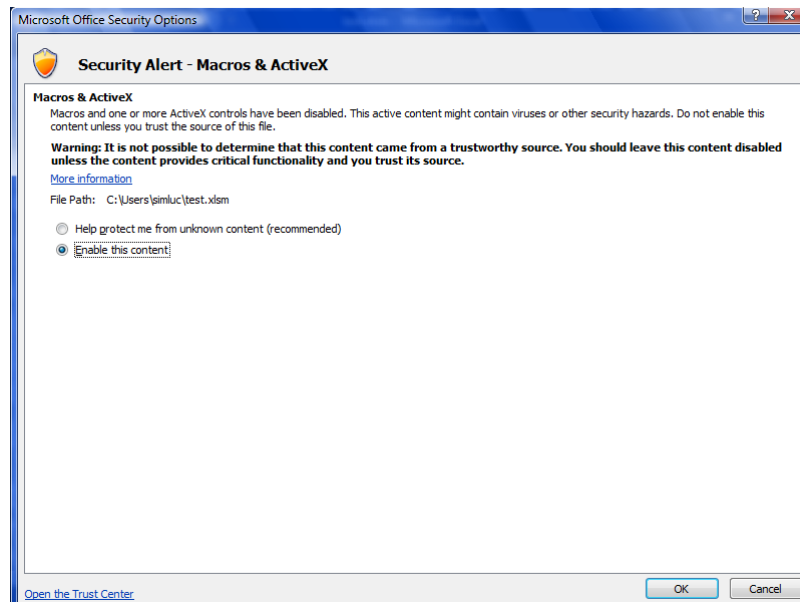 Microsoft Office Security Options
Security Alert - Macros & ActiveX
Macros & ActiveX
Macros and one or more ActiveX controls have been disabled. This active content might contain viruses or other security hazards. Do not enable this
content unless you trust the source of this file.
Warning: It is not possible to determine that this content came from a trustworthy source. You should leave this content disabled
unless the content provides critical functionality and you trust its source.
More information
File Path: C:\Users\simluc\test.xlsm
Help protect me from unknown content (recommended)
Enable this content
Open the Trust Center
OK
Cancel